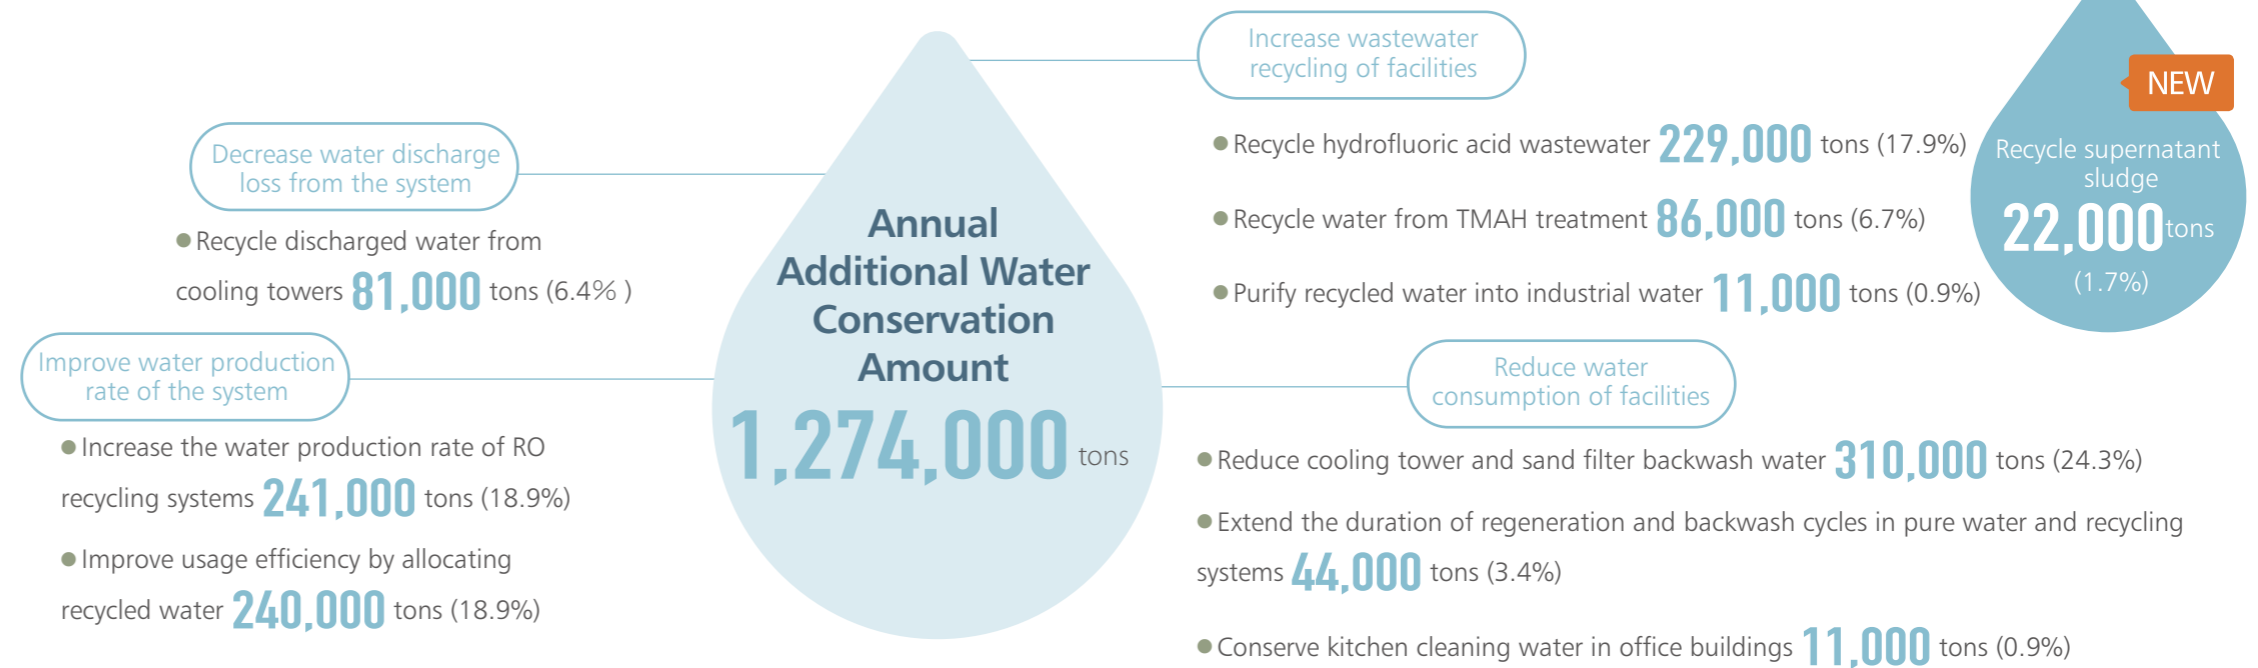 Decrease water discharge
loss from the system
● Recycle discharged water from
cooling towers 81,000 tons (6.4% )
Improve water production
rate of the system
● Increase the water production rate of RO
recycling systems 241,000 tons (18.9%)
● Improve usage efficiency by allocating
recycled water 240,000 tons (18.9%)
Annual
Additional Water
Conservation
Amount
1,274,000 tons
Increase wastewater
recycling of facilities
● Recycle hydrofluoric acid wastewater 229,000 tons (17.9%)
● Recycle water from TMAH treatment 86,000 tons (6.7%)
● Purify recycled water into industrial water 11,000 tons (0.9%)
NEW
Recycle supernatant
sludge
22,000 tons
(1.7%)
Reduce water
consumption of facilities
● Reduce cooling tower and sand filter backwash water 310,000 tons (24.3%)
● Extend the duration of regeneration and backwash cycles in pure water and recycling
systems 44,000 tons (3.4%)
● Conserve kitchen cleaning water in office buildings 11,000 tons (0.9%)